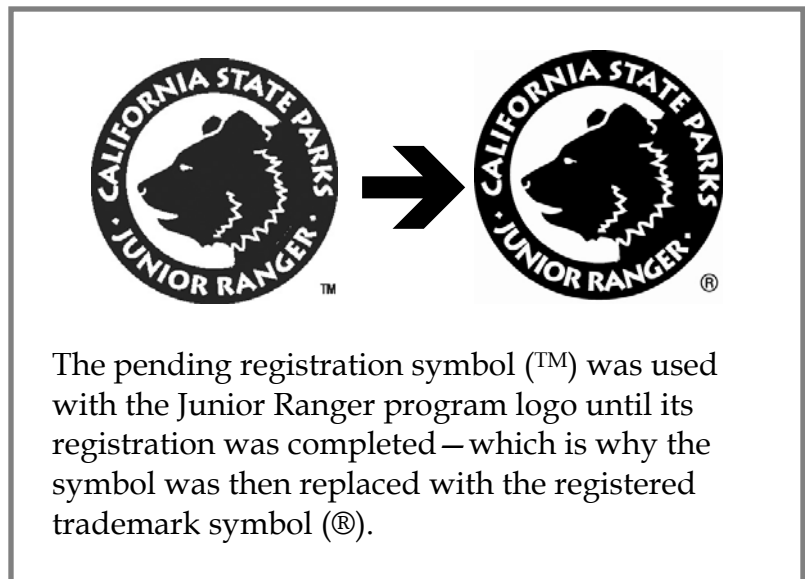 CALIFORNIA STATE PARKS
· JUNIOR RANGER ·
TM
CALIFORNIA STATE PARKS
· JUNIOR RANGER ·
®
The pending registration symbol (TM) was used
with the Junior Ranger program logo until its
registration was completed—which is why the
symbol was then replaced with the registered
trademark symbol (®).